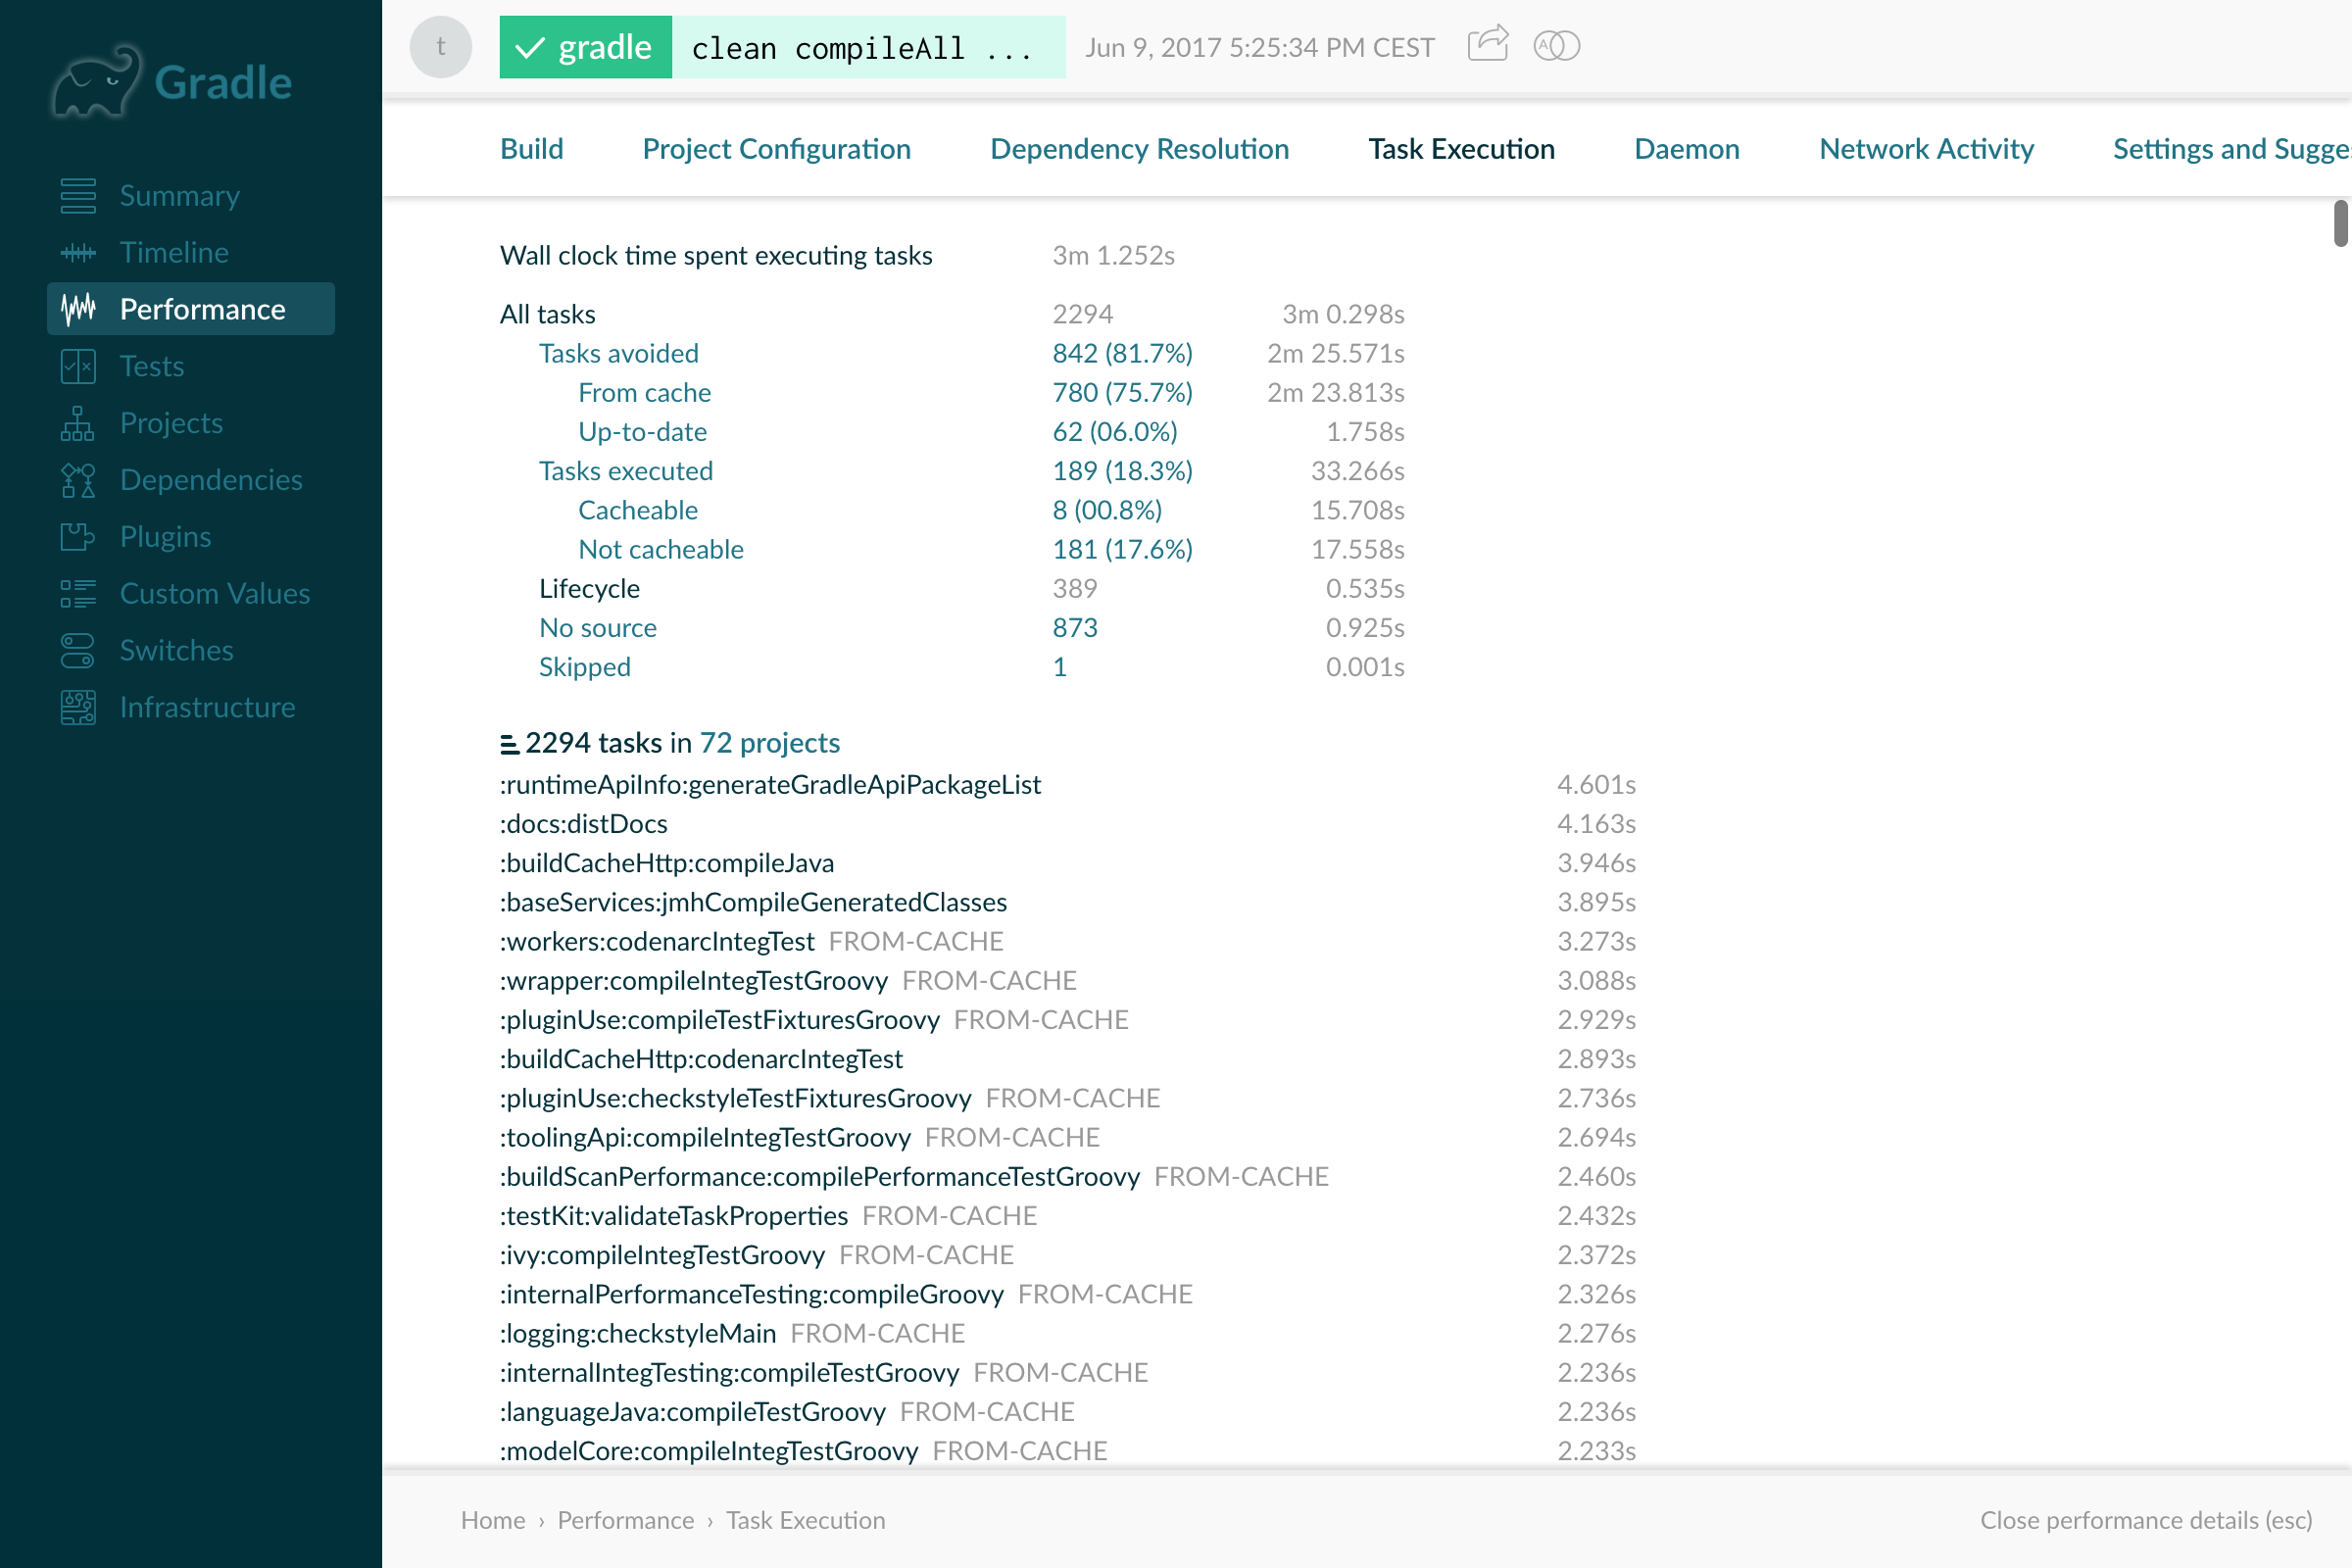 Gradle
t
gradle clean compileAll ... Jun 9, 2017 5:25:34 PM CEST
Summary
Timeline
Performance
Tests
Projects
Dependencies
Plugins
Custom Values
Switches
Infrastructure
Build Project Configuration Dependency Resolution Task Execution Daemon Network Activity Settings and Sugge
Wall clock time spent executing tasks 3m 1.252s
All tasks 2294 3m 0.298s
Tasks avoided 842 (81.7%) 2m 25.571s
From cache 780 (75.7%) 2m 23.813s
Up-to-date 62 (06.0%) 1.758s
Tasks executed 189 (18.3%) 33.266s
Cacheable 8 (00.8%) 15.708s
Not cacheable 181 (17.6%) 17.558s
Lifecycle 389 0.535s
No source 873 0.925s
Skipped 1 0.001s
2294 tasks in 72 projects
:runtimeApiInfo:generateGradleApiPackageList 4.601s
:docs:distDocs 4.163s
:buildCacheHttp:compileJava 3.946s
:baseServices:jmhCompileGeneratedClasses 3.895s
:workers:codenarcIntegTest FROM-CACHE 3.273s
:wrapper:compileIntegTestGroovy FROM-CACHE 3.088s
:pluginUse:compileTestFixturesGroovy FROM-CACHE 2.929s
:buildCacheHttp:codenarcIntegTest 2.893s
:pluginUse:checkstyleTestFixturesGroovy FROM-CACHE 2.736s
:toolingApi:compileIntegTestGroovy FROM-CACHE 2.694s
:buildScanPerformance:compilePerformanceTestGroovy FROM-CACHE 2.460s
:testKit:validateTaskProperties FROM-CACHE 2.432s
:ivy:compileIntegTestGroovy FROM-CACHE 2.372s
:internalPerformanceTesting:compileGroovy FROM-CACHE 2.326s
:logging:checkstyleMain FROM-CACHE 2.276s
:internalIntegTesting:compileTestGroovy FROM-CACHE 2.236s
:languageJava:compileTestGroovy FROM-CACHE 2.236s
:modelCore:compileIntegTestGroovy FROM-CACHE 2.233s
Home › Performance › Task Execution Close performance details (esc)